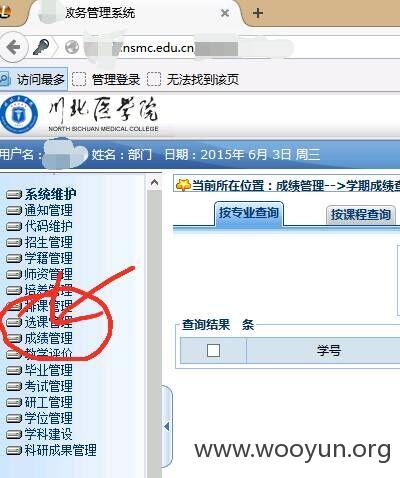 教务管理系统
.nsmc.edu.cn
访问最多 管理登录 无法找到该页
川北医学院
NORTH SICHUAN MEDICAL COLLEGE
用户名： 姓名：部门 日期：2015年 6月 3日 周三
系统维护
当前所在位置：成绩管理-->学期成绩查
通知管理
代码维护
按专业查询 按课程查询
招生管理
学籍管理
师资管理
培养管理
排课管理
选课管理
查询结果 条
成绩管理
学号
教学评价
毕业管理
考试管理
研工管理
学位管理
学科建设
科研成果管理
www.wooyun.org